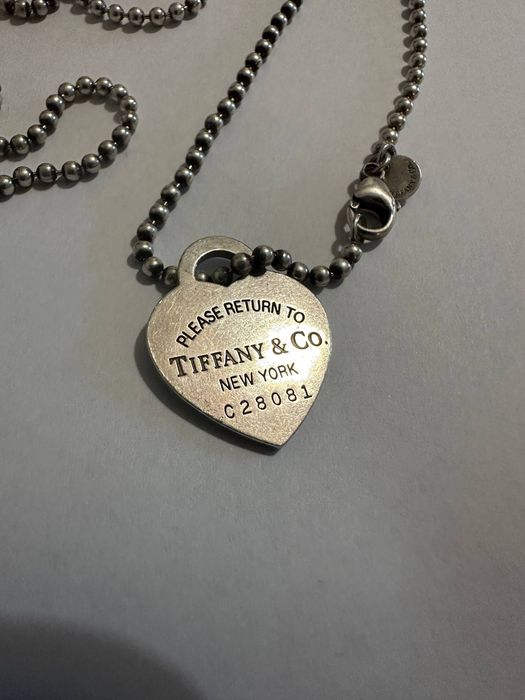 PLEASE RETURN TO
TIFFANY & Co.
NEW YORK
C28081